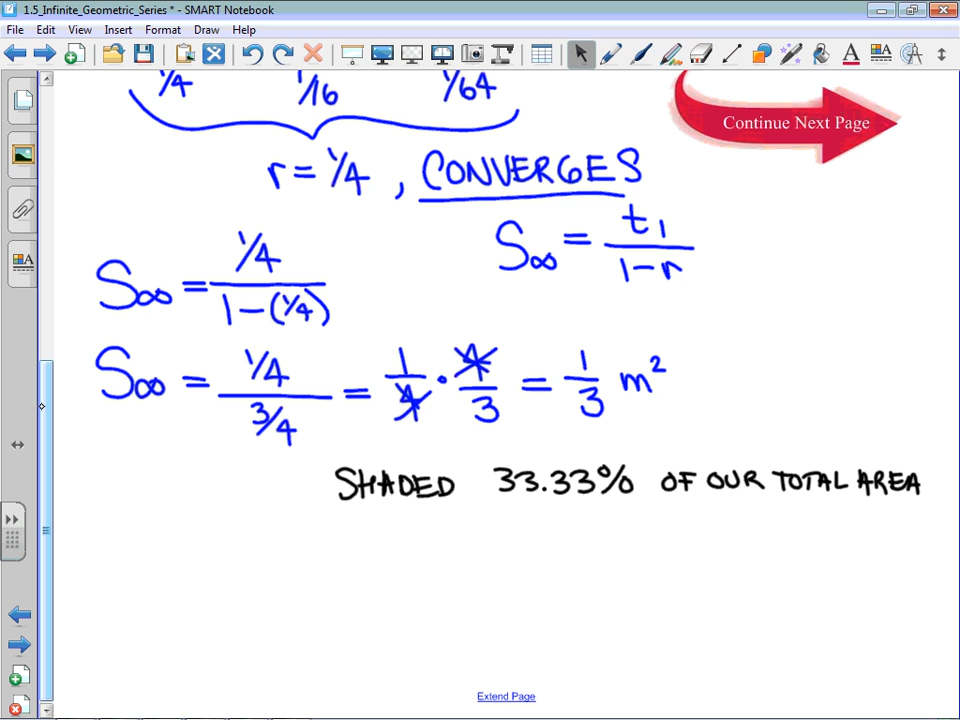 1.5_Infinite_Geometric_Series * - SMART Notebook
File Edit View Insert Format Draw Help
1/4 1/16 1/64
Continue Next Page
r = 1/4 , CONVERGES
S∞ = t1 / 1-r
S∞ = 1/4 / 1-(1/4)
S∞ = 1/4 / 3/4 = 1/4 · 4/3 = 1/3 m²
SHADED 33.33% OF OUR TOTAL AREA
Extend Page